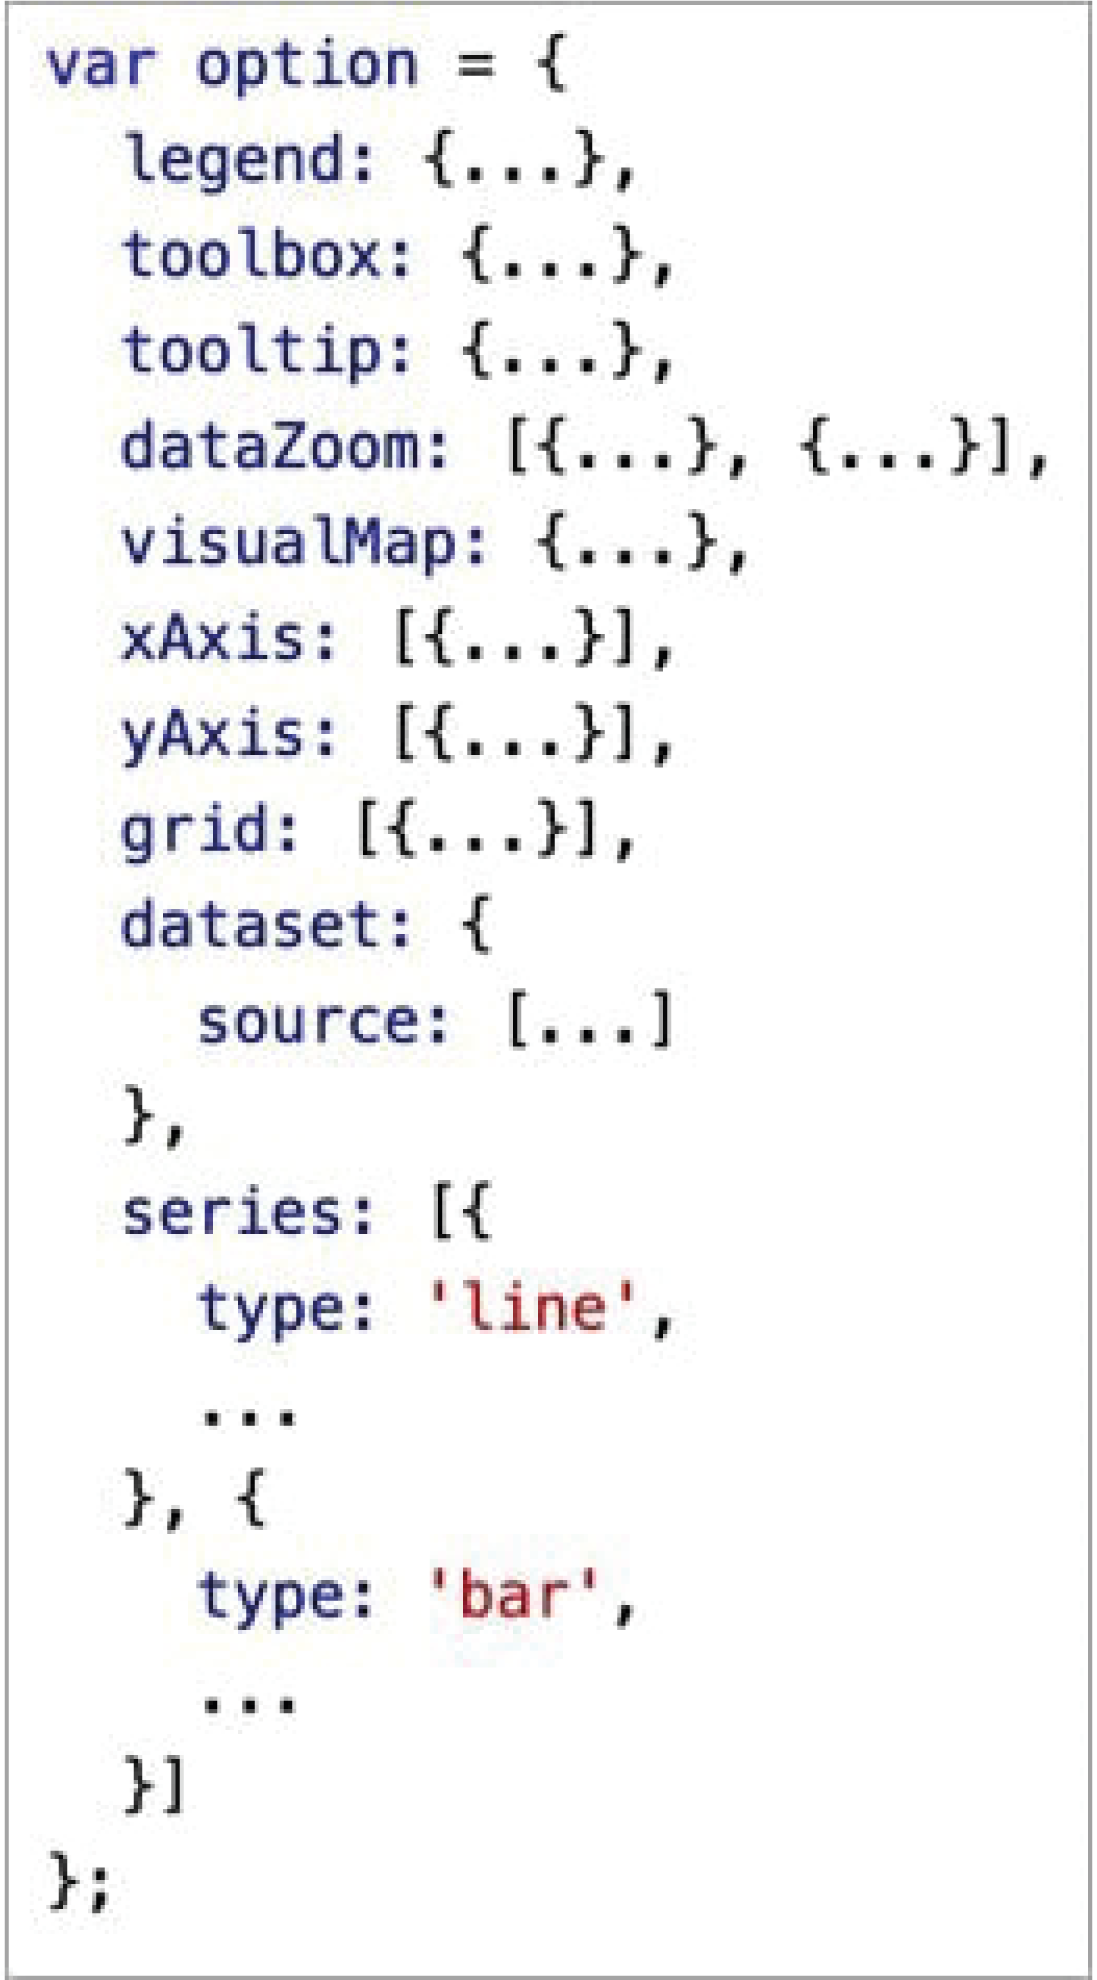 var option = {
  legend: {...},
  toolbox: {...},
  tooltip: {...},
  dataZoom: [{...}, {...}],
  visualMap: {...},
  xAxis: [{...}],
  yAxis: [{...}],
  grid: [{...}],
  dataset: {
    source: [...]
  },
  series: [{
    type: 'line',
    ...
  }, {
    type: 'bar',
    ...
  }]
};